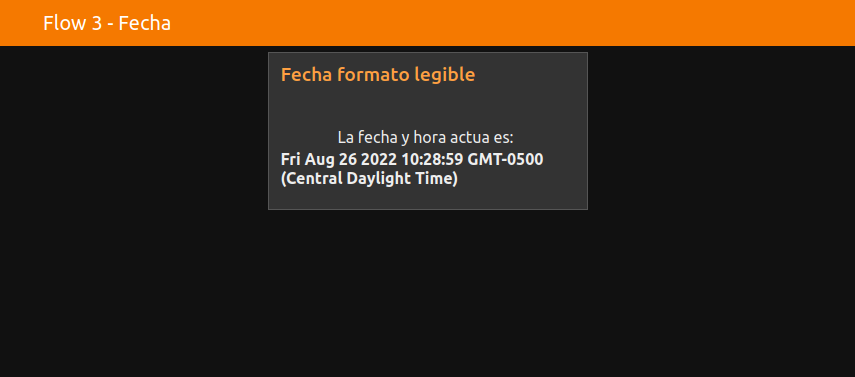 Flow 3 - Fecha
Fecha formato legible
La fecha y hora actua es:
Fri Aug 26 2022 10:28:59 GMT-0500
(Central Daylight Time)